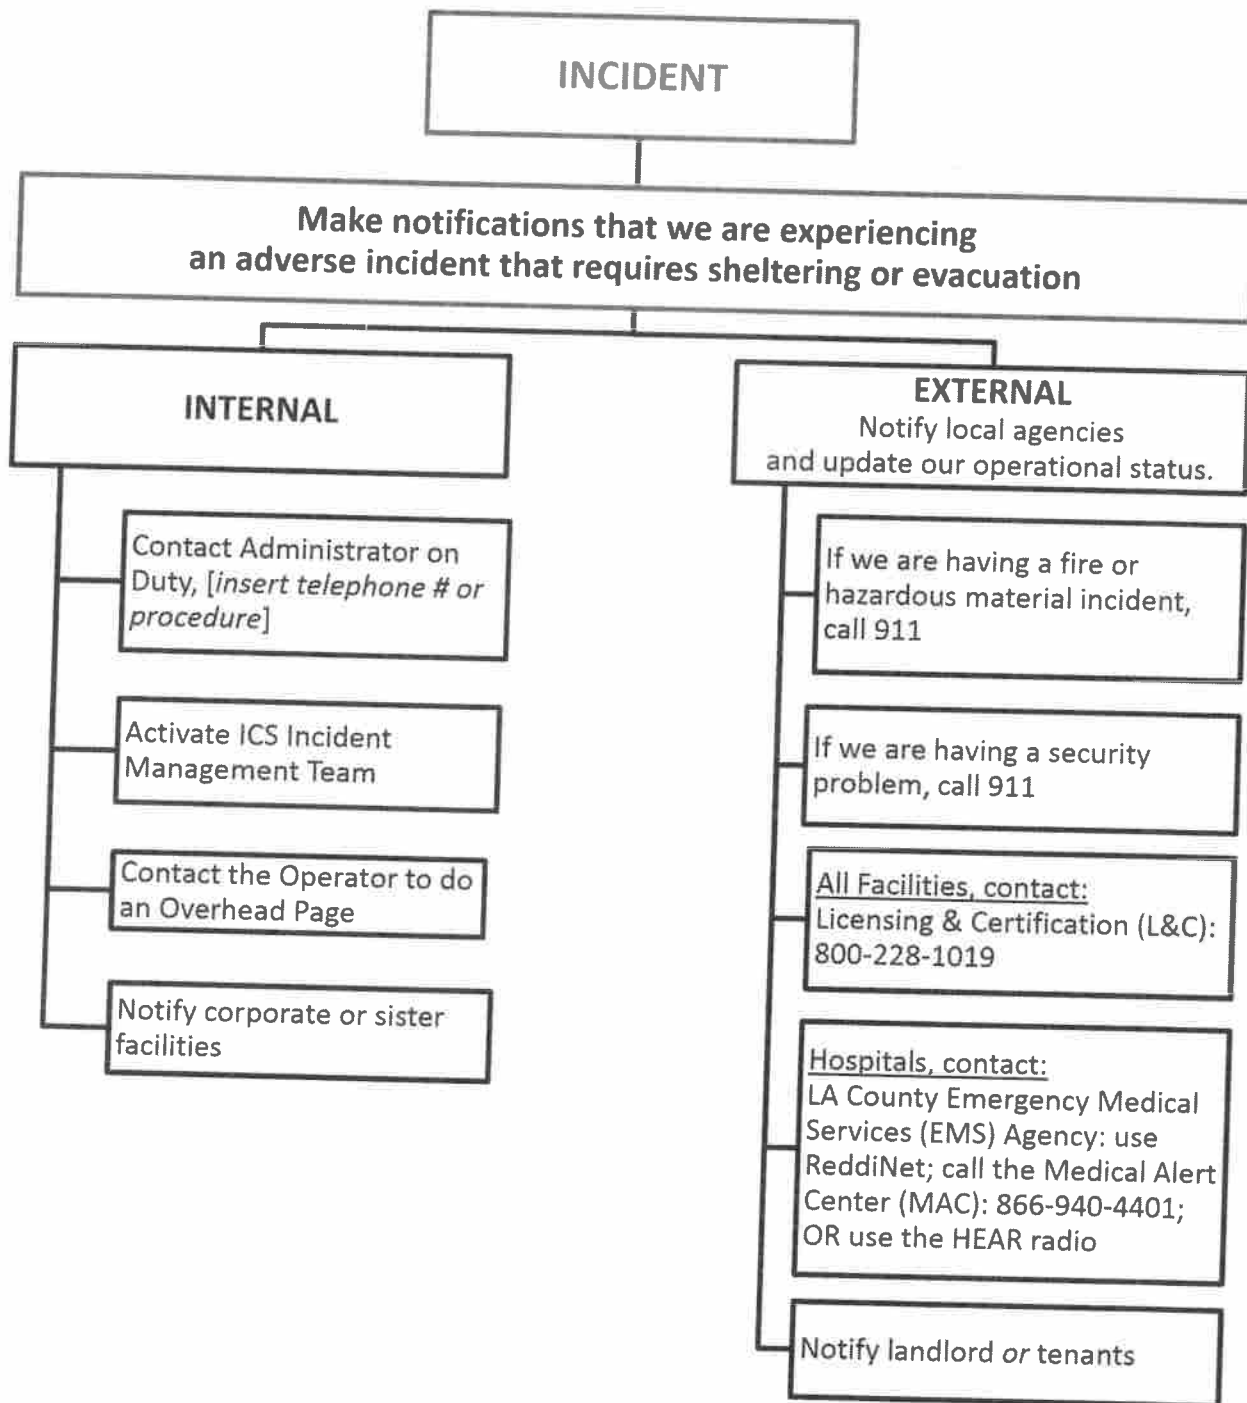 INCIDENT
Make notifications that we are experiencing
an adverse incident that requires sheltering or evacuation
INTERNAL
Contact Administrator on
Duty, [insert telephone # or
procedure]
Activate ICS Incident
Management Team
Contact the Operator to do
an Overhead Page
Notify corporate or sister
facilities
EXTERNAL
Notify local agencies
and update our operational status.
If we are having a fire or
hazardous material incident,
call 911
If we are having a security
problem, call 911
All Facilities, contact:
Licensing & Certification (L&C):
800-228-1019
Hospitals, contact:
LA County Emergency Medical
Services (EMS) Agency: use
ReddiNet; call the Medical Alert
Center (MAC): 866-940-4401;
OR use the HEAR radio
Notify landlord or tenants